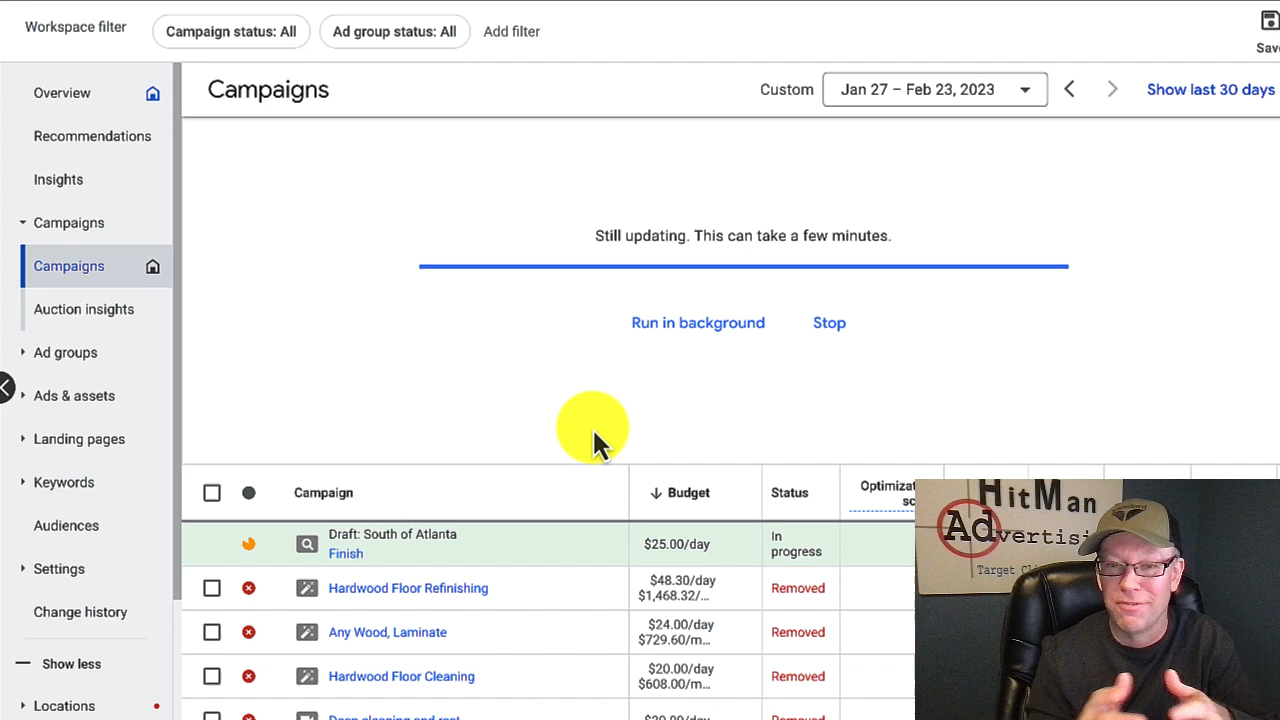 Workspace filter
Campaign status: All
Ad group status: All
Add filter
Campaigns
Custom
Jan 27 – Feb 23, 2023
Show last 30 days
Overview
Recommendations
Insights
Campaigns
Campaigns
Auction insights
Ad groups
Ads & assets
Landing pages
Keywords
Audiences
Settings
Change history
Show less
Locations
Still updating. This can take a few minutes.
Run in background
Stop
Campaign
Budget
Status
Draft: South of Atlanta
Finish
$25.00/day
In
progress
Hardwood Floor Refinishing
$48.30/day
$1,468.32/...
Removed
Any Wood, Laminate
$24.00/day
$729.60/m...
Removed
Hardwood Floor Cleaning
$20.00/day
$608.00/m...
Removed
HitMan
Target